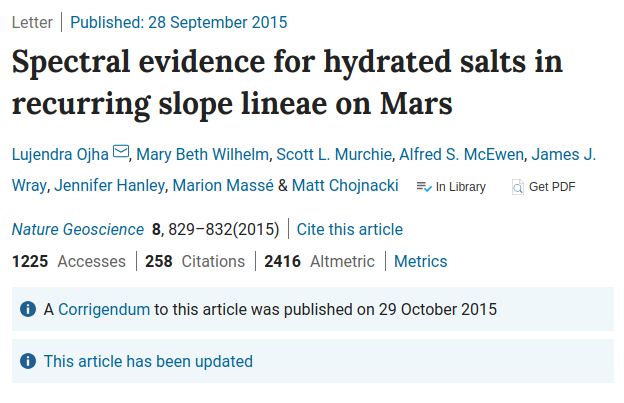 Letter | Published: 28 September 2015
Spectral evidence for hydrated salts in
recurring slope lineae on Mars
Lujendra Ojha, Mary Beth Wilhelm, Scott L. Murchie, Alfred S. McEwen, James J.
Wray, Jennifer Hanley, Marion Massé & Matt Chojnacki In Library Get PDF
Nature Geoscience 8, 829–832(2015) | Cite this article
1225 Accesses | 258 Citations | 2416 Altmetric | Metrics
A Corrigendum to this article was published on 29 October 2015
This article has been updated